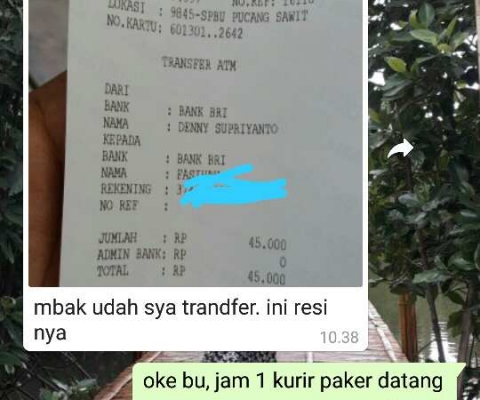 LOKASI : 9845-SPBU PUCANG SAWIT
NO.KARTU: 601301..2642
TRANSFER ATM
DARI
BANK : BANK BRI
NAMA : DENNY SUPRIYANTO
KEPADA
BANK : BANK BRI
NAMA :
REKENING :
NO REF :
JUMLAH : RP 45.000
ADMIN BANK: RP 0
TOTAL : RP 45.000
mbak udah sya trandfer. ini resi
nya
10.38
oke bu, jam 1 kurir paker datang